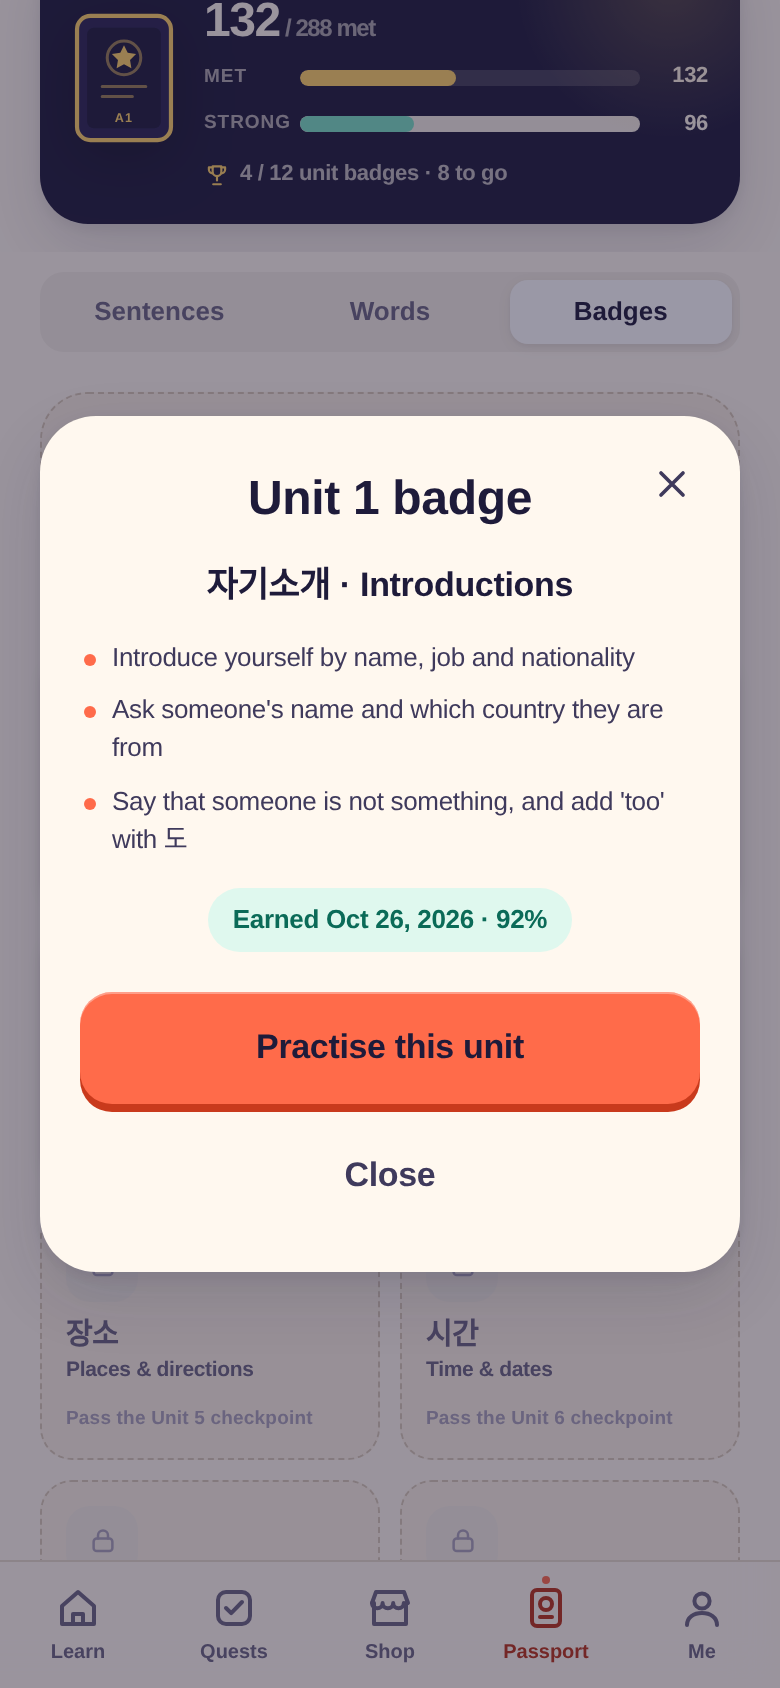 132 / 288 met
MET 132
STRONG 96
A1
4 / 12 unit badges · 8 to go
Sentences Words Badges
Unit 1 badge
자기소개 · Introductions
Introduce yourself by name, job and nationality
Ask someone's name and which country they are
from
Say that someone is not something, and add 'too'
with 도
Earned Oct 26, 2026 · 92%
Practise this unit
Close
장소 시간
Places & directions Time & dates
Pass the Unit 5 checkpoint Pass the Unit 6 checkpoint
Learn Quests Shop Passport Me